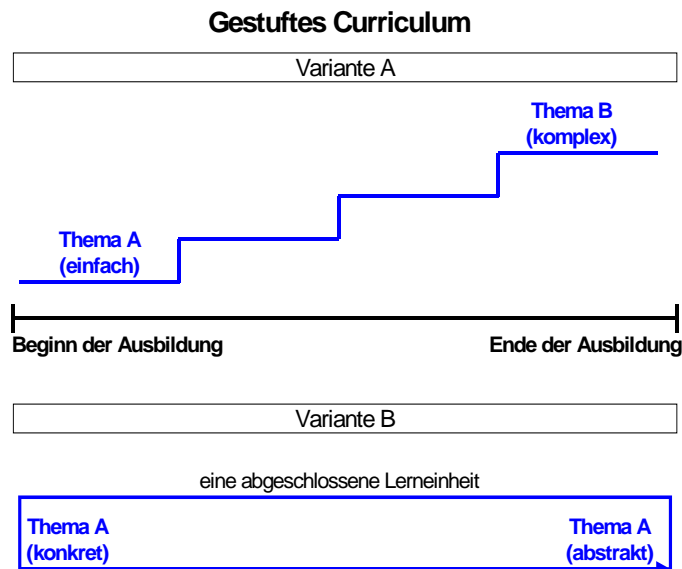 Gestuftes Curriculum
Variante A
Thema B
(komplex)
Thema A
(einfach)
Beginn der Ausbildung
Ende der Ausbildung
Variante B
eine abgeschlossene Lerneinheit
Thema A
(konkret)
Thema A
(abstrakt)